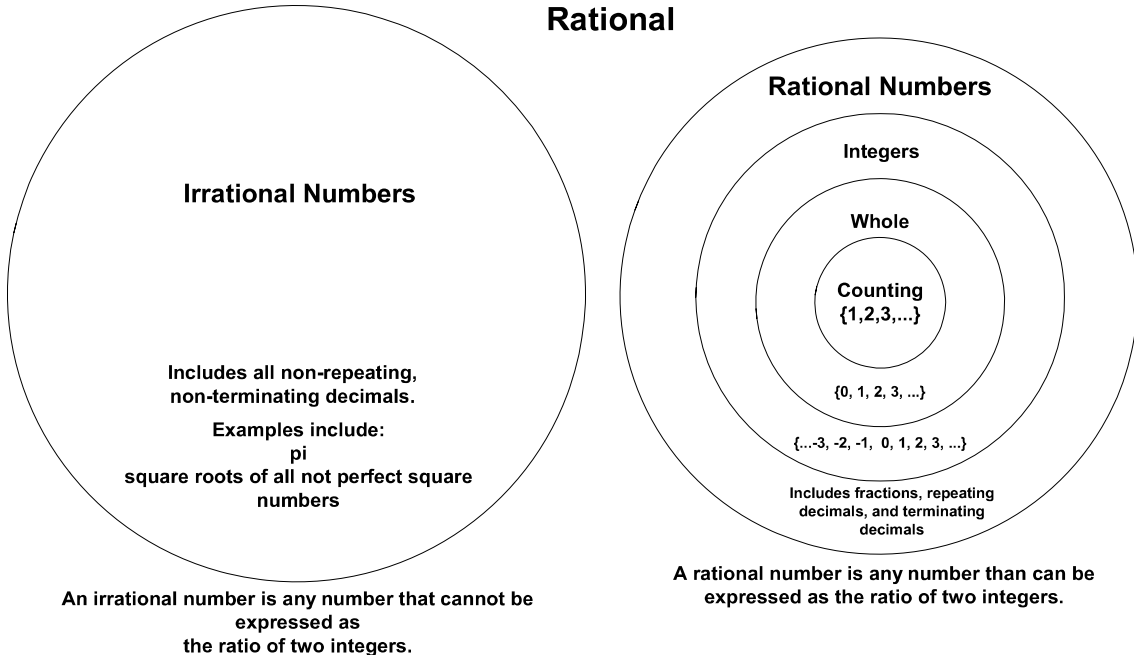 Rational
Irrational Numbers
Includes all non-repeating,
non-terminating decimals.
Examples include:
pi
square roots of all not perfect square
numbers
An irrational number is any number that cannot be
expressed as
the ratio of two integers.
Rational Numbers
Integers
Whole
Counting
{1,2,3,...}
{0, 1, 2, 3, ...}
{...-3, -2, -1, 0, 1, 2, 3, ...}
Includes fractions, repeating
decimals, and terminating
decimals
A rational number is any number than can be
expressed as the ratio of two integers.